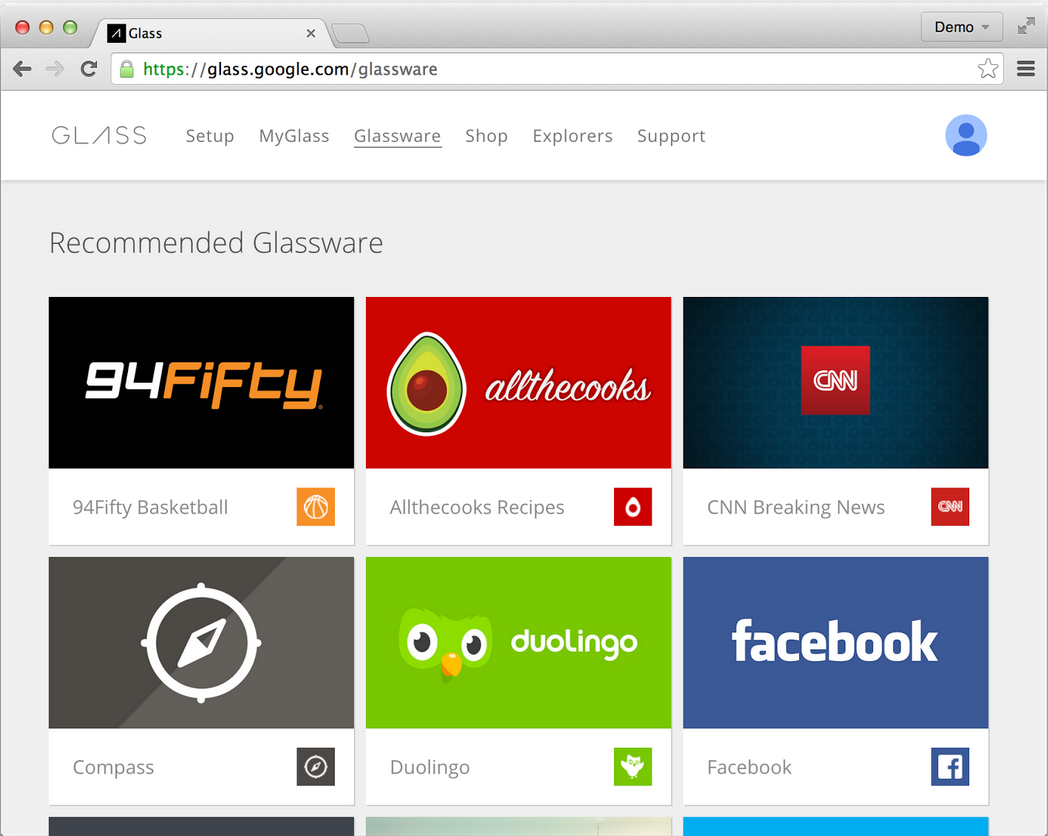 Glass
Demo
https://glass.google.com/glassware
GLASS Setup MyGlass Glassware Shop Explorers Support
Recommended Glassware
94FiFty
allthecooks
CNN
94Fifty Basketball
Allthecooks Recipes
CNN Breaking News
CNN
duolingo
facebook
Compass
Duolingo
Facebook
f